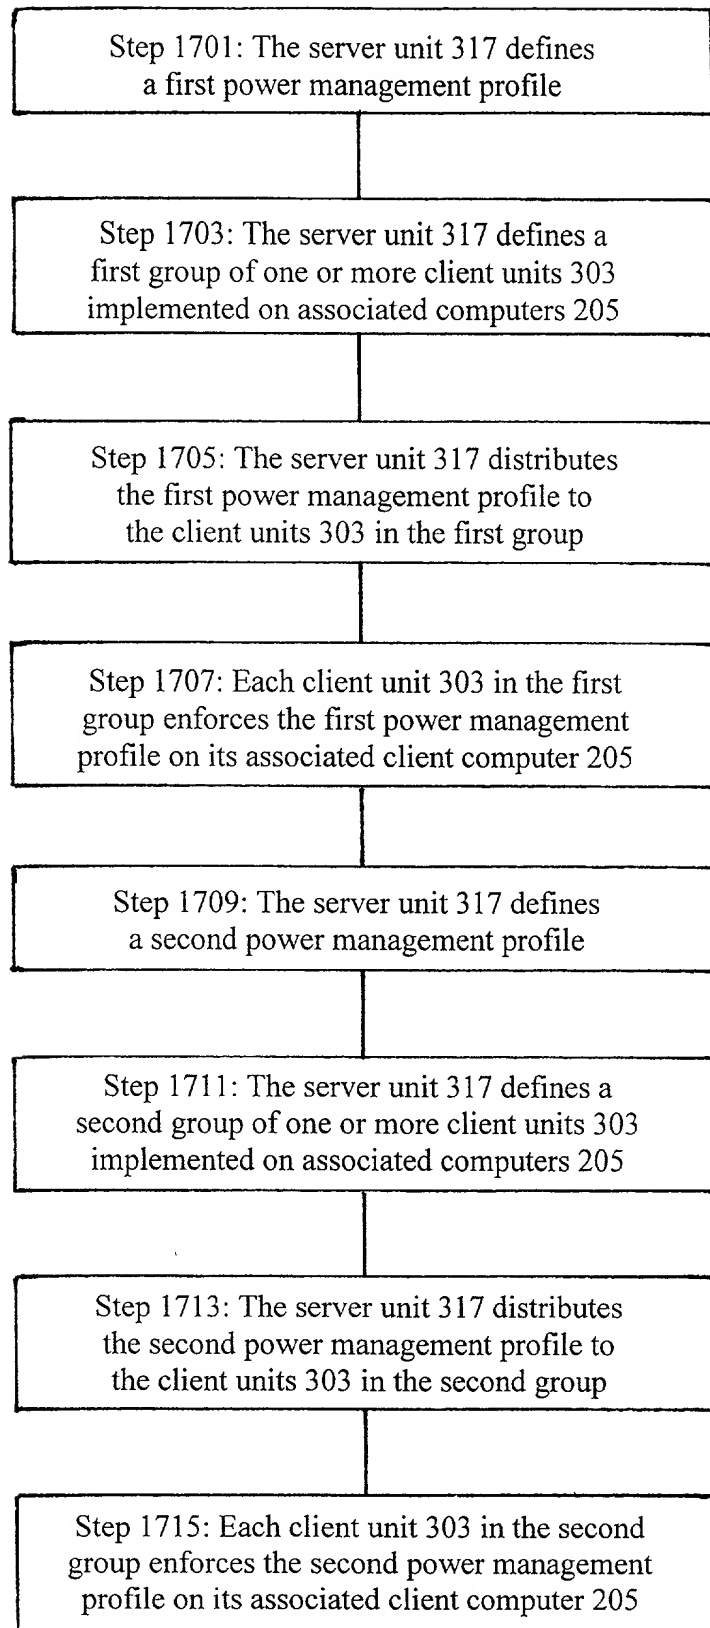 Step 1701: The server unit 317 defines
a first power management profile
Step 1703: The server unit 317 defines a
first group of one or more client units 303
implemented on associated computers 205
Step 1705: The server unit 317 distributes
the first power management profile to
the client units 303 in the first group
Step 1707: Each client unit 303 in the first
group enforces the first power management
profile on its associated client computer 205
Step 1709: The server unit 317 defines
a second power management profile
Step 1711: The server unit 317 defines a
second group of one or more client units 303
implemented on associated computers 205
Step 1713: The server unit 317 distributes
the second power management profile to
the client units 303 in the second group
Step 1715: Each client unit 303 in the second
group enforces the second power management
profile on its associated client computer 205